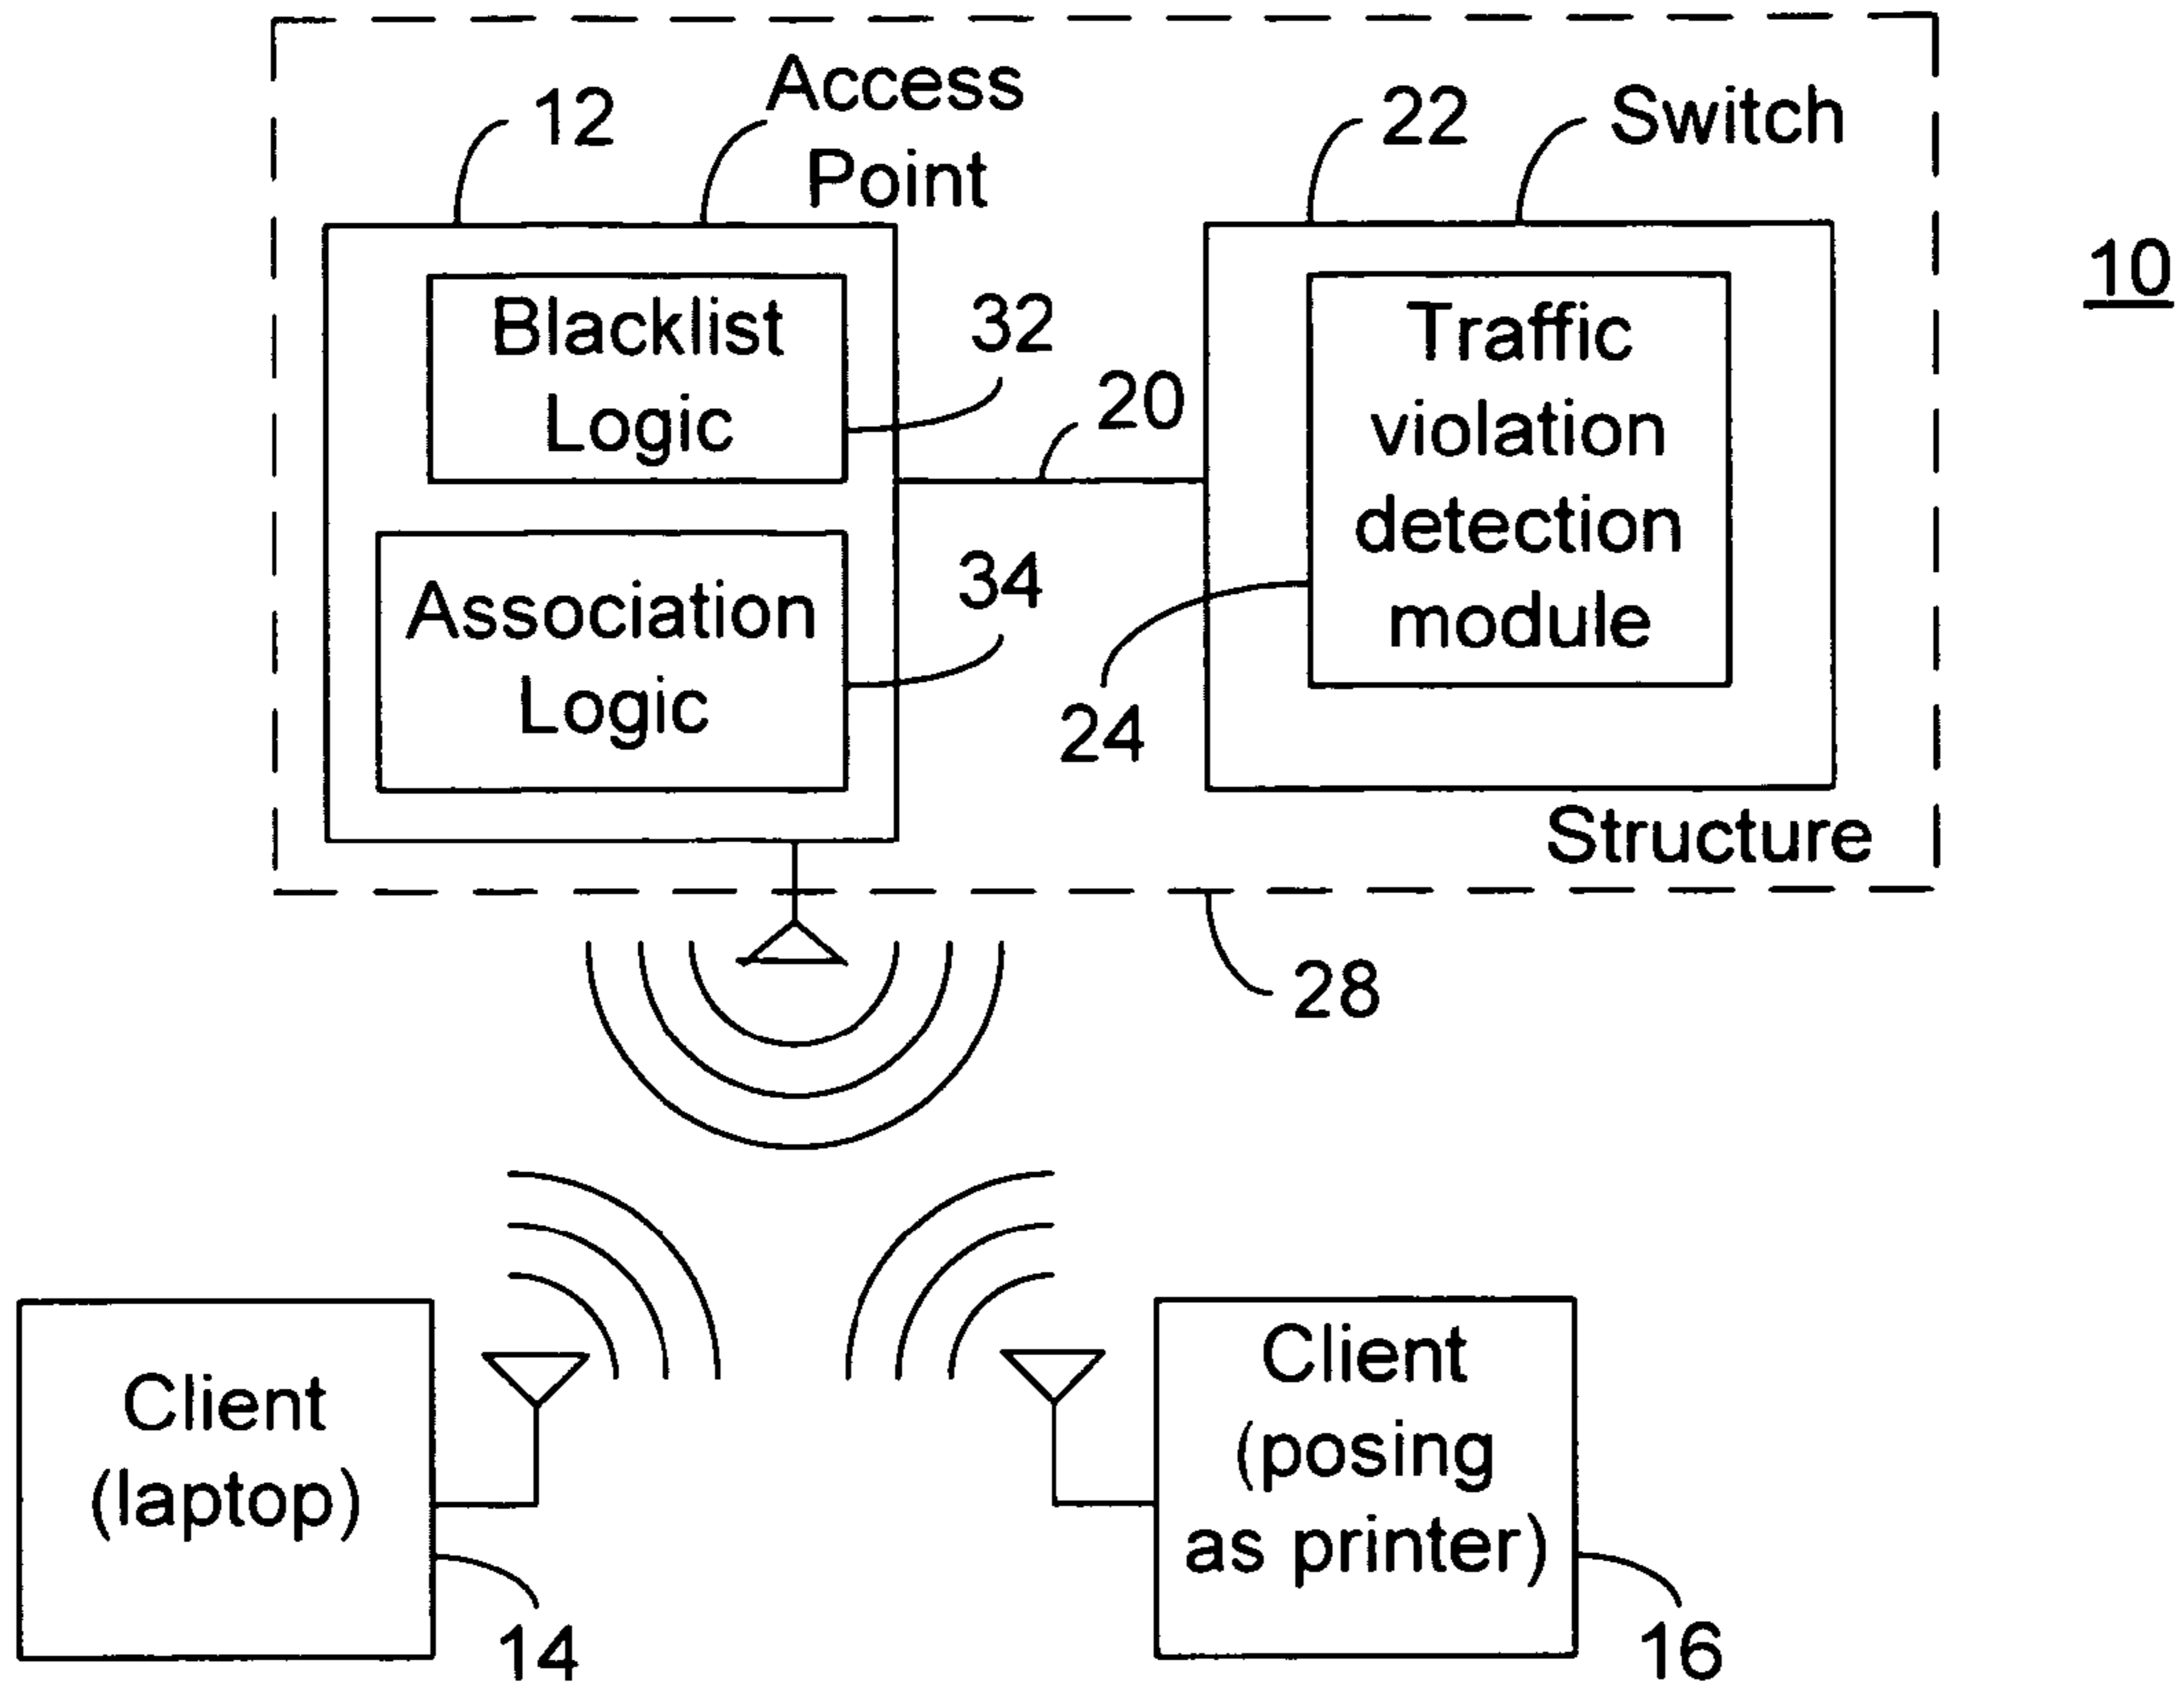 Access
Point
12
22
Switch
10
Blacklist
Logic
32
20
Association
Logic
34
Traffic
violation
detection
module
24
Structure
28
Client
(laptop)
14
Client
(posing
as printer)
16